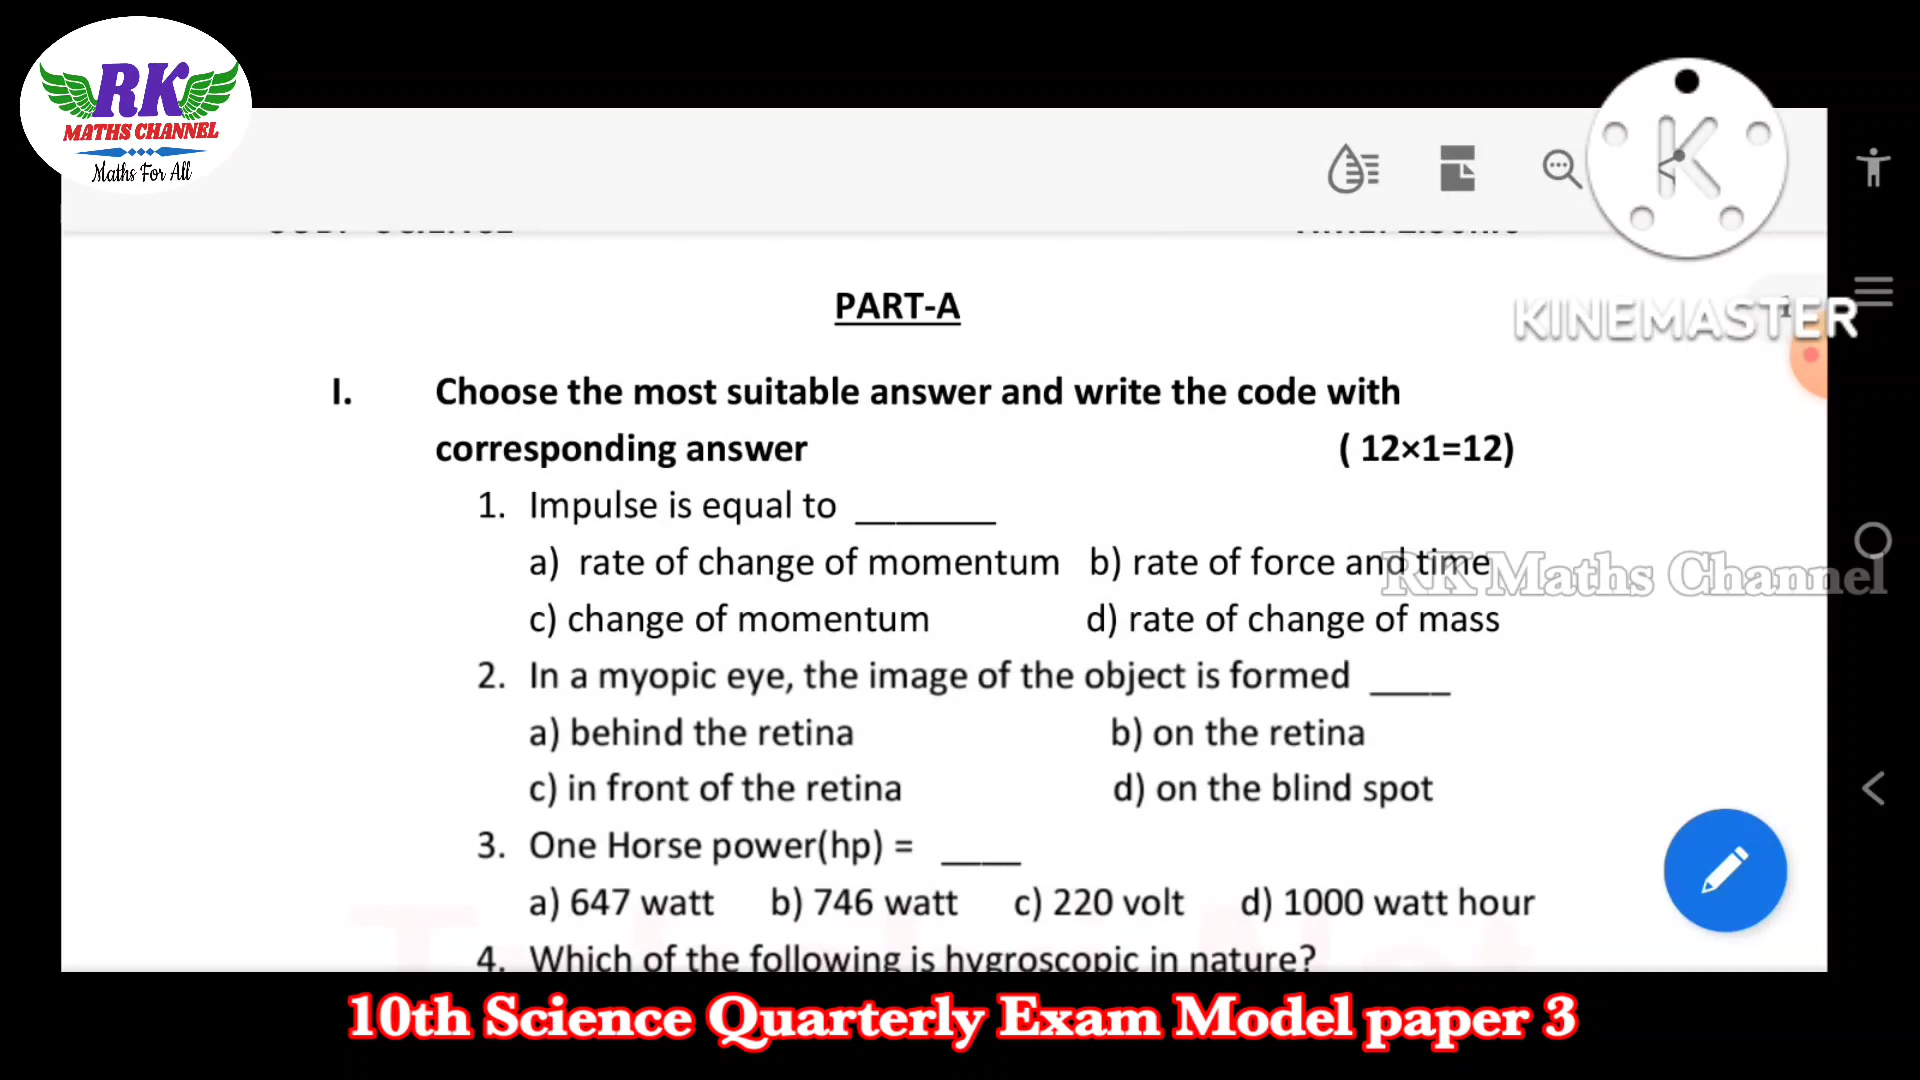 RK
MATHS CHANNEL
Maths For All
K
KINEMASTER
PART-A
I. Choose the most suitable answer and write the code with
corresponding answer ( 12×1=12)
1. Impulse is equal to _______
a) rate of change of momentum b) rate of force and time
RK Maths Channel
c) change of momentum d) rate of change of mass
2. In a myopic eye, the image of the object is formed ____
a) behind the retina b) on the retina
c) in front of the retina d) on the blind spot
3. One Horse power(hp) = ____
a) 647 watt b) 746 watt c) 220 volt d) 1000 watt hour
4. Which of the following is hygroscopic in nature?
10th Science Quarterly Exam Model paper 3